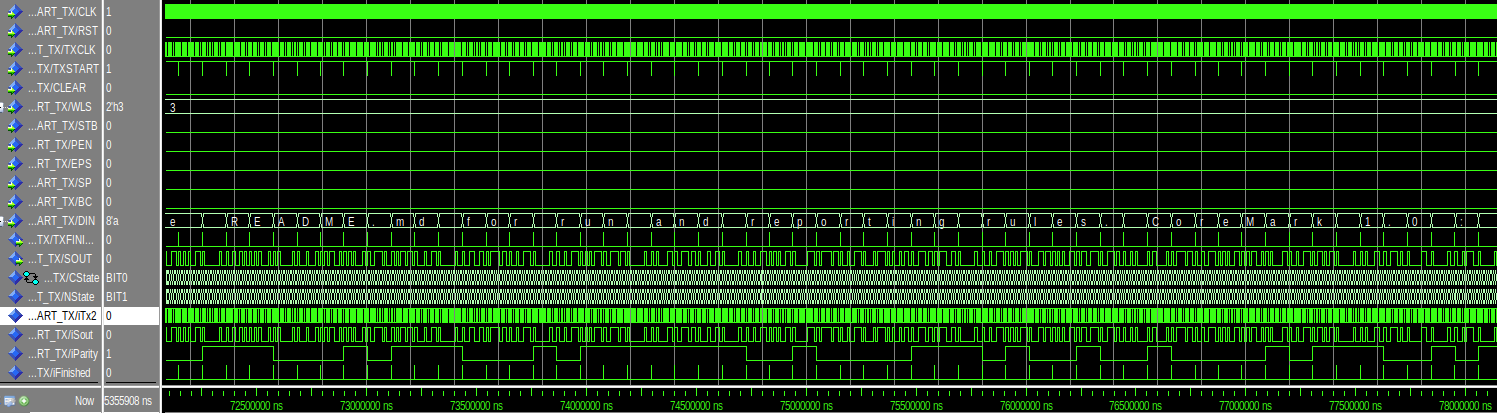 ...ART_TX/CLK 1
...ART_TX/RST 0
...T_TX/TXCLK 0
...TX/TXSTART 1
...TX/CLEAR 0
...RT_TX/WLS 2'h3 3
...ART_TX/STB 0
...RT_TX/PEN 0
...RT_TX/EPS 0
...ART_TX/SP 0
...ART_TX/BC 0
...ART_TX/DIN 8'a e R E A D M E . m d f o r r u n a n d r e p o r t i n g r u l e s . C o r e M a r k 1 . 0 :
...TX/TXFINI... 0
...T_TX/SOUT 0
...TX/CState BIT0
...T_TX/NState BIT1
...ART_TX/iTx2 0
...RT_TX/iSout 0
...RT_TX/iParity 1
...TX/iFinished 0
Now 5355908 ns 72500000 ns 73000000 ns 73500000 ns 74000000 ns 74500000 ns 75000000 ns 75500000 ns 76000000 ns 76500000 ns 77000000 ns 77500000 ns 78000000 ns